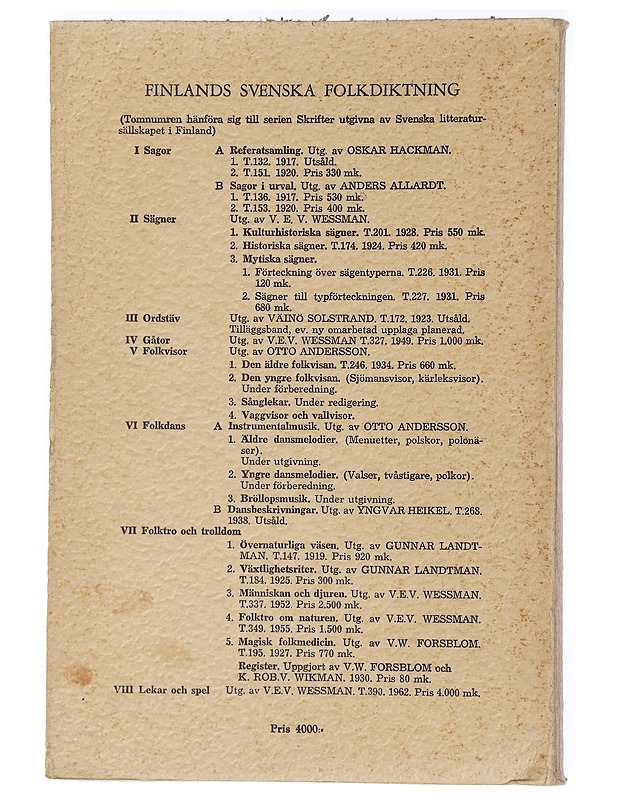 FINLANDS SVENSKA FOLKDIKTNING
(Tomnumren hänföra sig till serien Skrifter utgivna av Svenska litteratur-
sällskapet i Finland)
I Sagor A Referatsamling. Utg. av OSKAR HACKMAN.
1. T.132. 1917. Utsåld.
2. T.151. 1920. Pris 330 mk.
B Sagor i urval. Utg. av ANDERS ALLARDT.
1. T.136. 1917. Pris 530 mk.
2. T.153. 1920. Pris 400 mk.
II Sägner Utg. av V. E. V. WESSMAN.
1. Kulturhistoriska sägner. T.201. 1928. Pris 550 mk.
2. Historiska sägner. T.174. 1924. Pris 420 mk.
3. Mytiska sägner.
1. Förteckning över sägentyperna. T.226. 1931. Pris
120 mk.
2. Sägner till typförteckningen. T.227. 1931. Pris
680 mk.
III Ordstäv Utg. av VÄINÖ SOLSTRAND. T.172. 1923. Utsåld.
Tilläggsband, ev. ny omarbetad upplaga planerad.
IV Gåtor Utg. av V.E.V. WESSMAN T.327. 1949. Pris 1.000 mk.
V Folkvisor Utg. av OTTO ANDERSSON.
1. Den äldre folkvisan. T.246. 1934. Pris 660 mk.
2. Den yngre folkvisan. (Sjömansvisor, kärleksvisor).
Under förberedning.
3. Sånglekar. Under redigering.
4. Vaggvisor och vallvisor.
VI Folkdans A Instrumentalmusik. Utg. av OTTO ANDERSSON.
1. Äldre dansmelodier. (Menuetter, polskor, polonä-
ser).
Under utgivning.
2. Yngre dansmelodier. (Valser, tvåstigare, polkor).
Under förberedning.
3. Bröllopsmusik. Under utgivning.
B Dansbeskrivningar. Utg. av YNGVAR HEIKEL. T.268.
1938. Utsåld.
VII Folktro och trolldom
1. Övernaturliga väsen. Utg. av GUNNAR LANDT-
MAN. T.147. 1919. Pris 920 mk.
2. Växtlighetsriter. Utg. av GUNNAR LANDTMAN.
T.184. 1925. Pris 300 mk.
3. Människan och djuren. Utg. av V.E.V. WESSMAN.
T.337. 1952. Pris 2.500 mk.
4. Folktro om naturen. Utg. av V.E.V. WESSMAN.
T.349. 1955. Pris 1.500 mk.
5. Magisk folkmedicin. Utg. av V.W. FORSBLOM.
T.195. 1927. Pris 770 mk.
Register. Uppgjort av V.W. FORSBLOM och
K. ROB.V. WIKMAN. 1930. Pris 80 mk.
VIII Lekar och spel Utg. av V.E.V. WESSMAN. T.390. 1962. Pris 4.000 mk.
Pris 4000:-